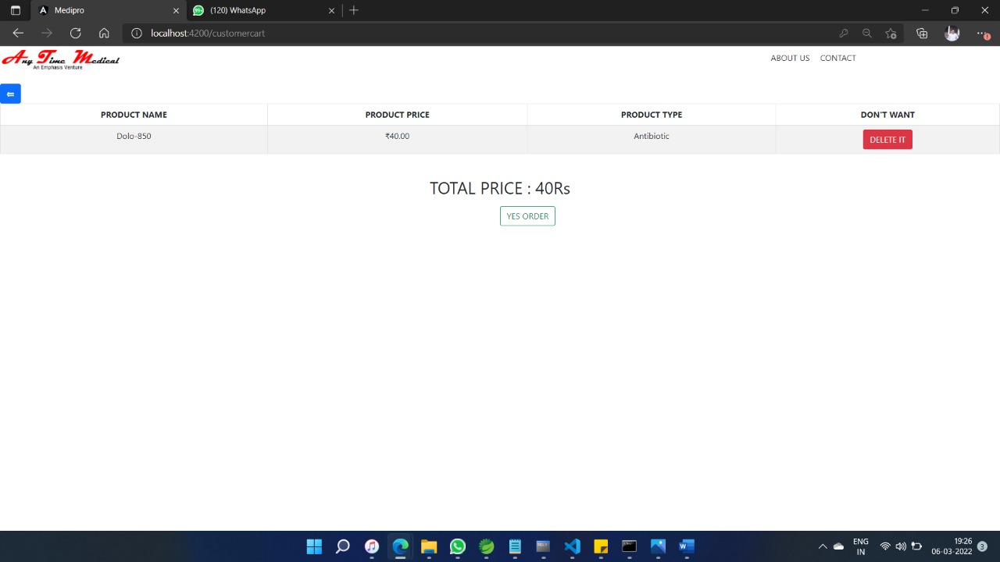 Medipro
(120) WhatsApp
localhost:4200/customercart
Any Time Medical
An Emphasis Venture
ABOUT US CONTACT
PRODUCT NAME PRODUCT PRICE PRODUCT TYPE DON'T WANT
Dolo-850 ₹40.00 Antibiotic DELETE IT
TOTAL PRICE : 40Rs
YES ORDER
ENG 19:26
IN 06-03-2022 3